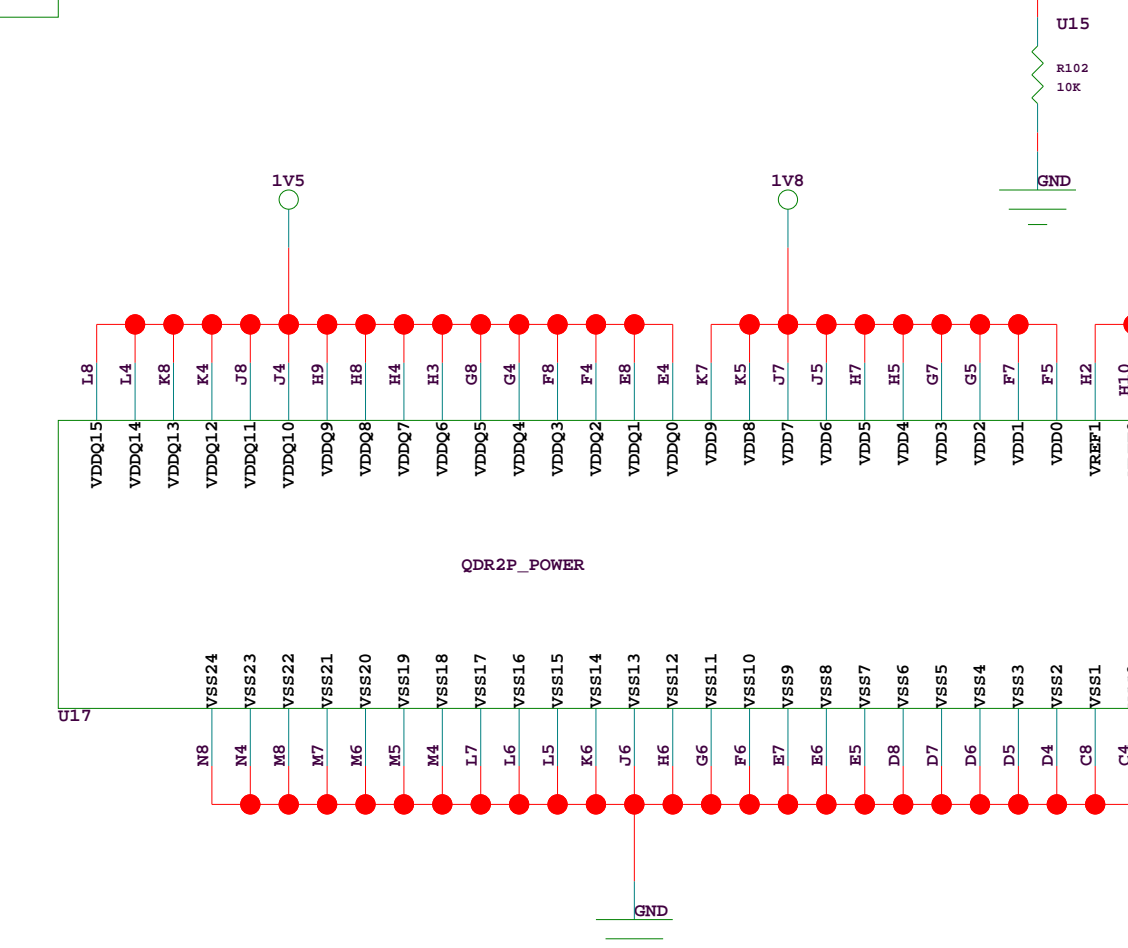 U15
R102
10K
GND
1V5
1V8
L8 L4 K8 K4 J8 J4 H9 H8 H4 H3 G8 G4 F8 F4 E8 E4 K7 K5 J7 J5 H7 H5 G7 G5 F7 F5 H2 H10
VDDQ15 VDDQ14 VDDQ13 VDDQ12 VDDQ11 VDDQ10 VDDQ9 VDDQ8 VDDQ7 VDDQ6 VDDQ5 VDDQ4 VDDQ3 VDDQ2 VDDQ1 VDDQ0 VDD9 VDD8 VDD7 VDD6 VDD5 VDD4 VDD3 VDD2 VDD1 VDD0 VREF1
QDR2P_POWER
VSS24 VSS23 VSS22 VSS21 VSS20 VSS19 VSS18 VSS17 VSS16 VSS15 VSS14 VSS13 VSS12 VSS11 VSS10 VSS9 VSS8 VSS7 VSS6 VSS5 VSS4 VSS3 VSS2 VSS1
U17
N8 N4 M8 M7 M6 M5 M4 L7 L6 L5 K6 J6 H6 G6 F6 E7 E6 E5 D8 D7 D6 D5 D4 C8 C4
GND